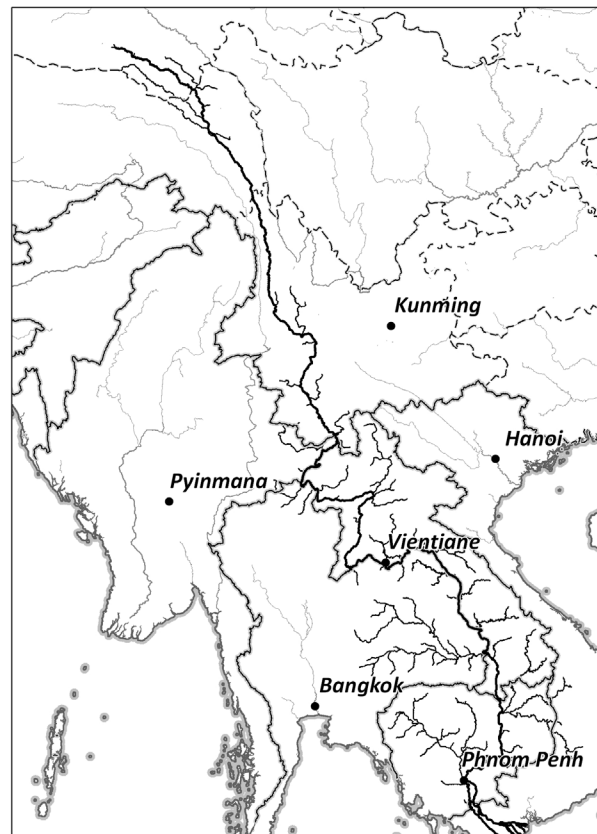 Kunming
Hanoi
Pyinmana
Vientiane
Bangkok
Phnom Penh